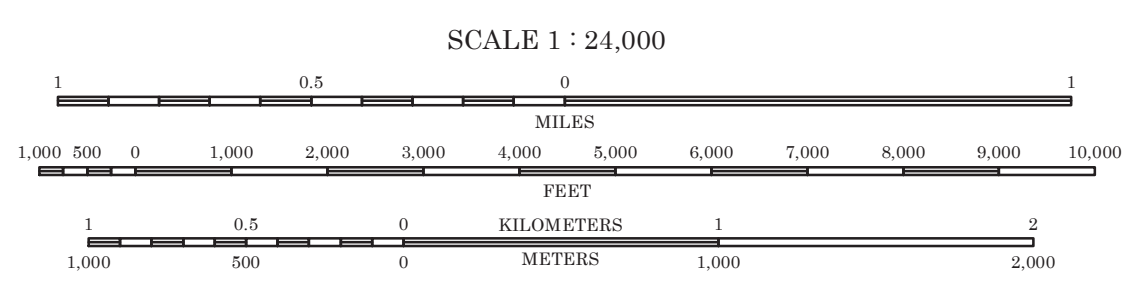 SCALE 1 : 24,000
1 0.5 0 1
MILES
1,000 500 0 1,000 2,000 3,000 4,000 5,000 6,000 7,000 8,000 9,000 10,000
FEET
1 0.5 0 KILOMETERS 1 2
1,000 500 0 METERS 1,000 2,000